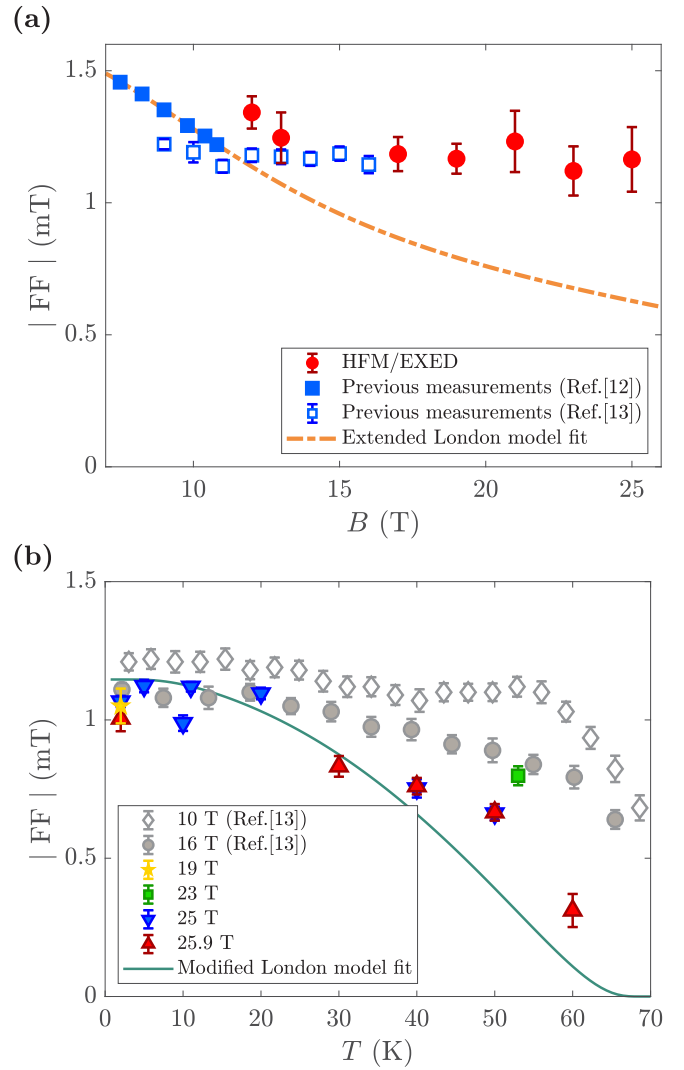 (a)
1.5
1
0.5
0
| FF | (mT)
HFM/EXED
Previous measurements (Ref.[12])
Previous measurements (Ref.[13])
Extended London model fit
10 15 20 25
B (T)
(b)
1.5
1
0.5
0
| FF | (mT)
10 T (Ref.[13])
16 T (Ref.[13])
19 T
23 T
25 T
25.9 T
Modified London model fit
0 10 20 30 40 50 60 70
T (K)